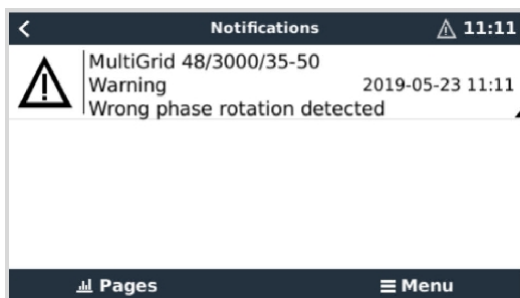 Notifications
11:11
MultiGrid 48/3000/35-50
Warning
2019-05-23 11:11
Wrong phase rotation detected
Pages
Menu